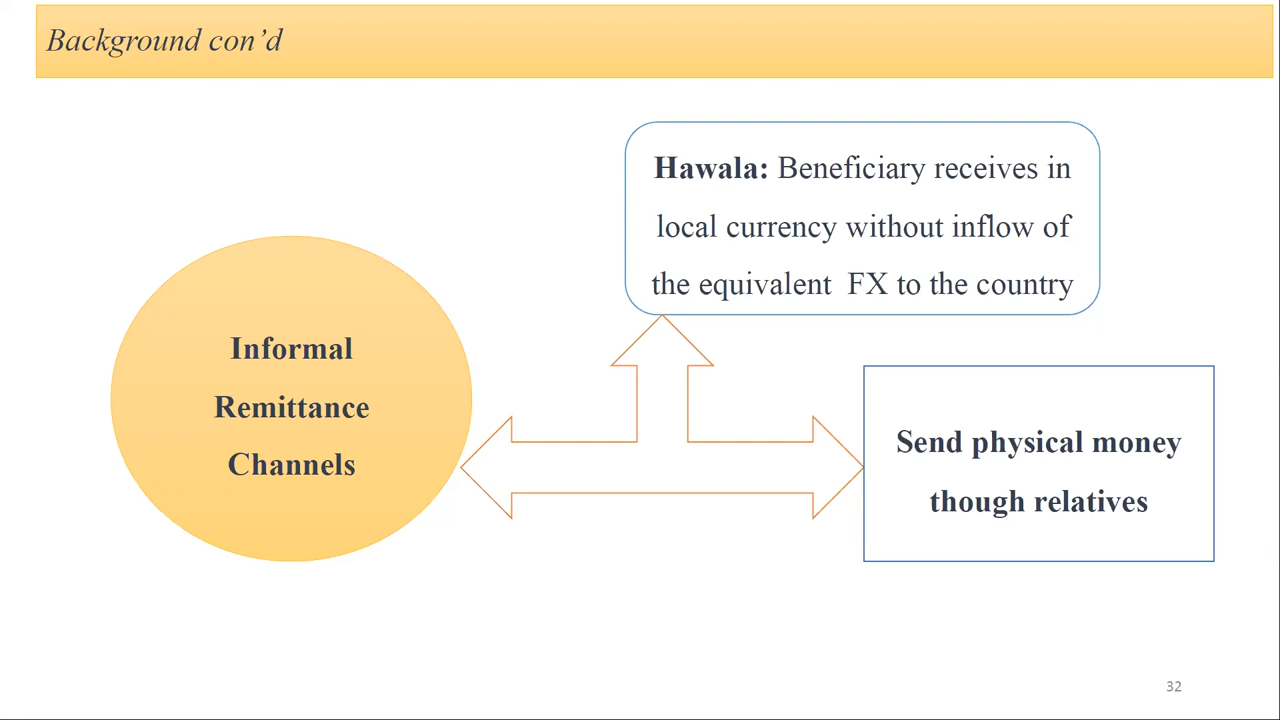 Background con’d
Hawala: Beneficiary receives in
local currency without inflow of
the equivalent FX to the country
Informal
Remittance
Channels
Send physical money
though relatives
32